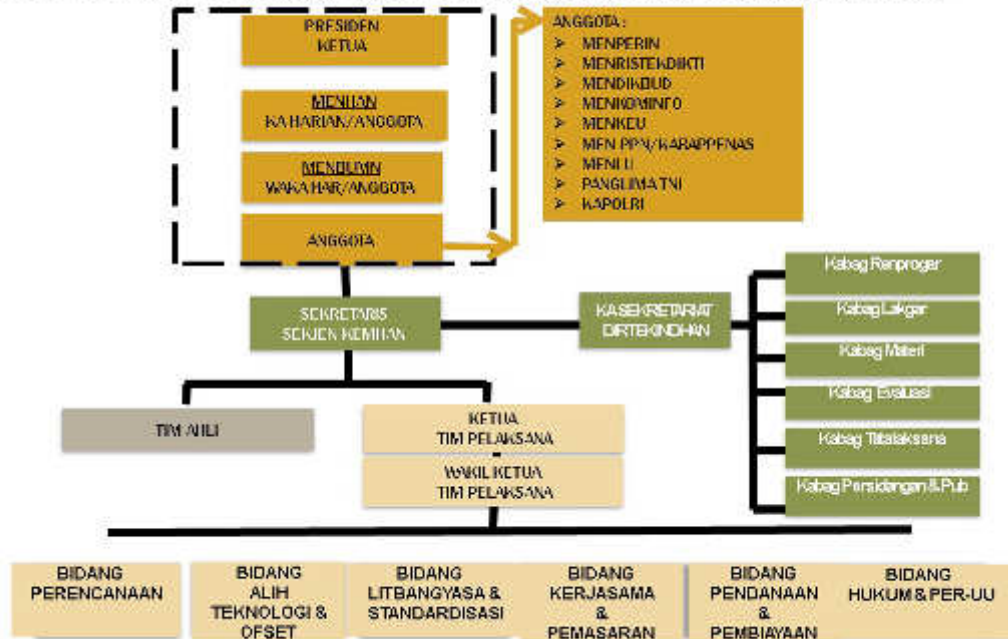 PRESIDEN
KETUA
MENHAN
KA HARIAN/ANGGOTA
MENBUMN
WAKA HAR/ANGGOTA
ANGGOTA
ANGGOTA :
➢ MENPERIN
➢ MENRISTEKDIKTI
➢ MENDIKBUD
➢ MENKOMINFO
➢ MENKEU
➢ MEN PPN/KABAPPENAS
➢ MENLU
➢ PANGLIMA TNI
➢ KAPOLRI
SEKRETARIS
SEKJEN KEMHAN
KA SEKRETARIAT
DIRTEKINDHAN
Kabag Renprogar
Kabag Lakgar
Kabag Materi
Kabag Evaluasi
Kabag Tatalaksana
Kabag Persidangan & Pub
TIM AHLI
KETUA
TIM PELAKSANA
WAKIL KETUA
TIM PELAKSANA
BIDANG
PERENCANAAN
BIDANG
ALIH
TEKNOLOGI &
OFSET
BIDANG
LITBANGYASA &
STANDARDISASI
BIDANG
KERJASAMA
&
PEMASARAN
BIDANG
PENDANAAN
&
PEMBIAYAAN
BIDANG
HUKUM & PER-UU